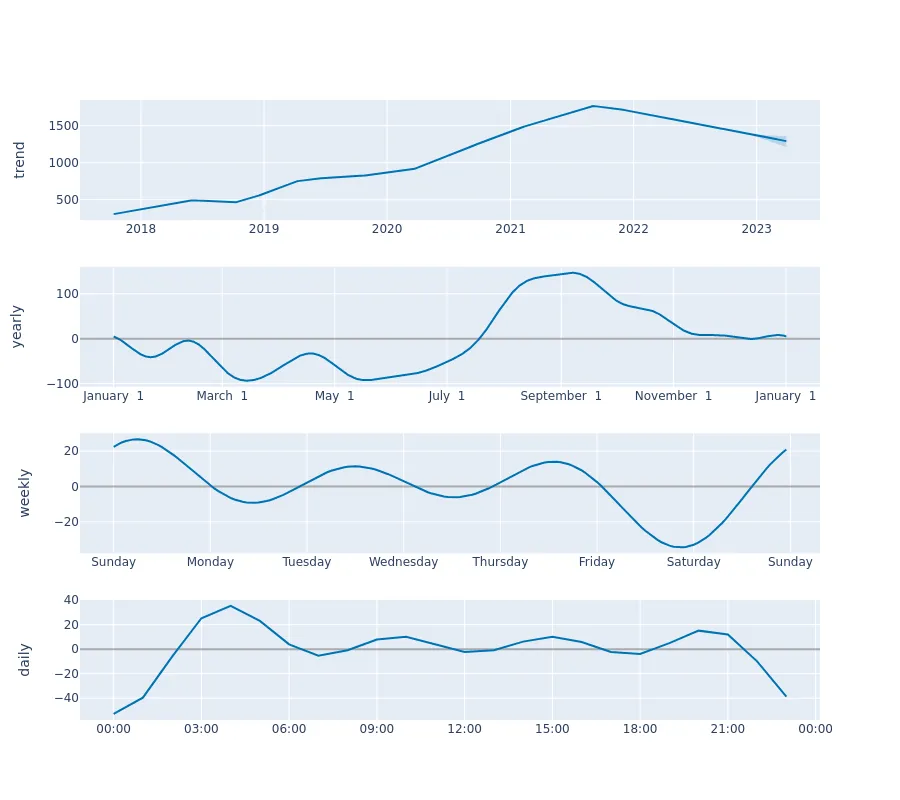 trend
1500
1000
500
2018 2019 2020 2021 2022 2023
yearly
100
0
−100
January 1 March 1 May 1 July 1 September 1 November 1 January 1
weekly
20
0
−20
Sunday Monday Tuesday Wednesday Thursday Friday Saturday Sunday
daily
40
20
0
−20
−40
00:00 03:00 06:00 09:00 12:00 15:00 18:00 21:00 00:00